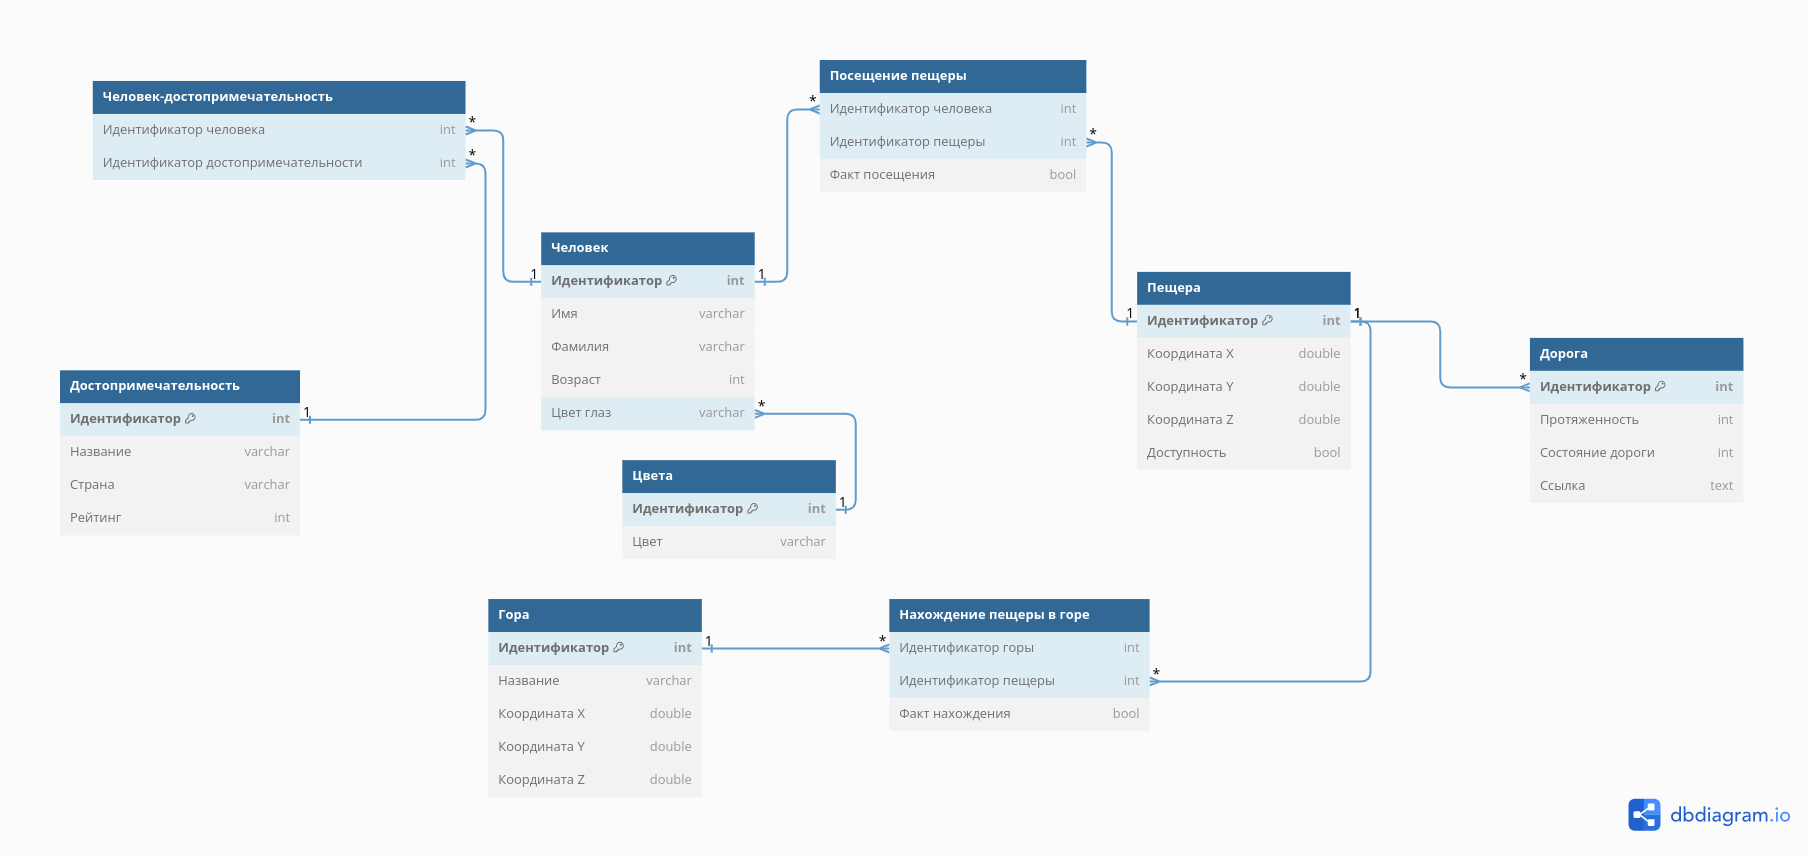 Человек-достопримечательность
Идентификатор человека int
Идентификатор достопримечательности int
*
*
Посещение пещеры
Идентификатор человека int
Идентификатор пещеры int
Факт посещения bool
*
*
Человек
Идентификатор int
Имя varchar
Фамилия varchar
Возраст int
Цвет глаз varchar
1
1
*
Пещера
Идентификатор int
Координата X double
Координата Y double
Координата Z double
Доступность bool
1
1
Дорога
Идентификатор int
Протяженность int
Состояние дороги int
Ссылка text
*
Достопримечательность
Идентификатор int
Название varchar
Страна varchar
Рейтинг int
1
Цвета
Идентификатор int
Цвет varchar
1
Гора
Идентификатор int
Название varchar
Координата X double
Координата Y double
Координата Z double
1
Нахождение пещеры в горе
Идентификатор горы int
Идентификатор пещеры int
Факт нахождения bool
*
*
dbdiagram.io